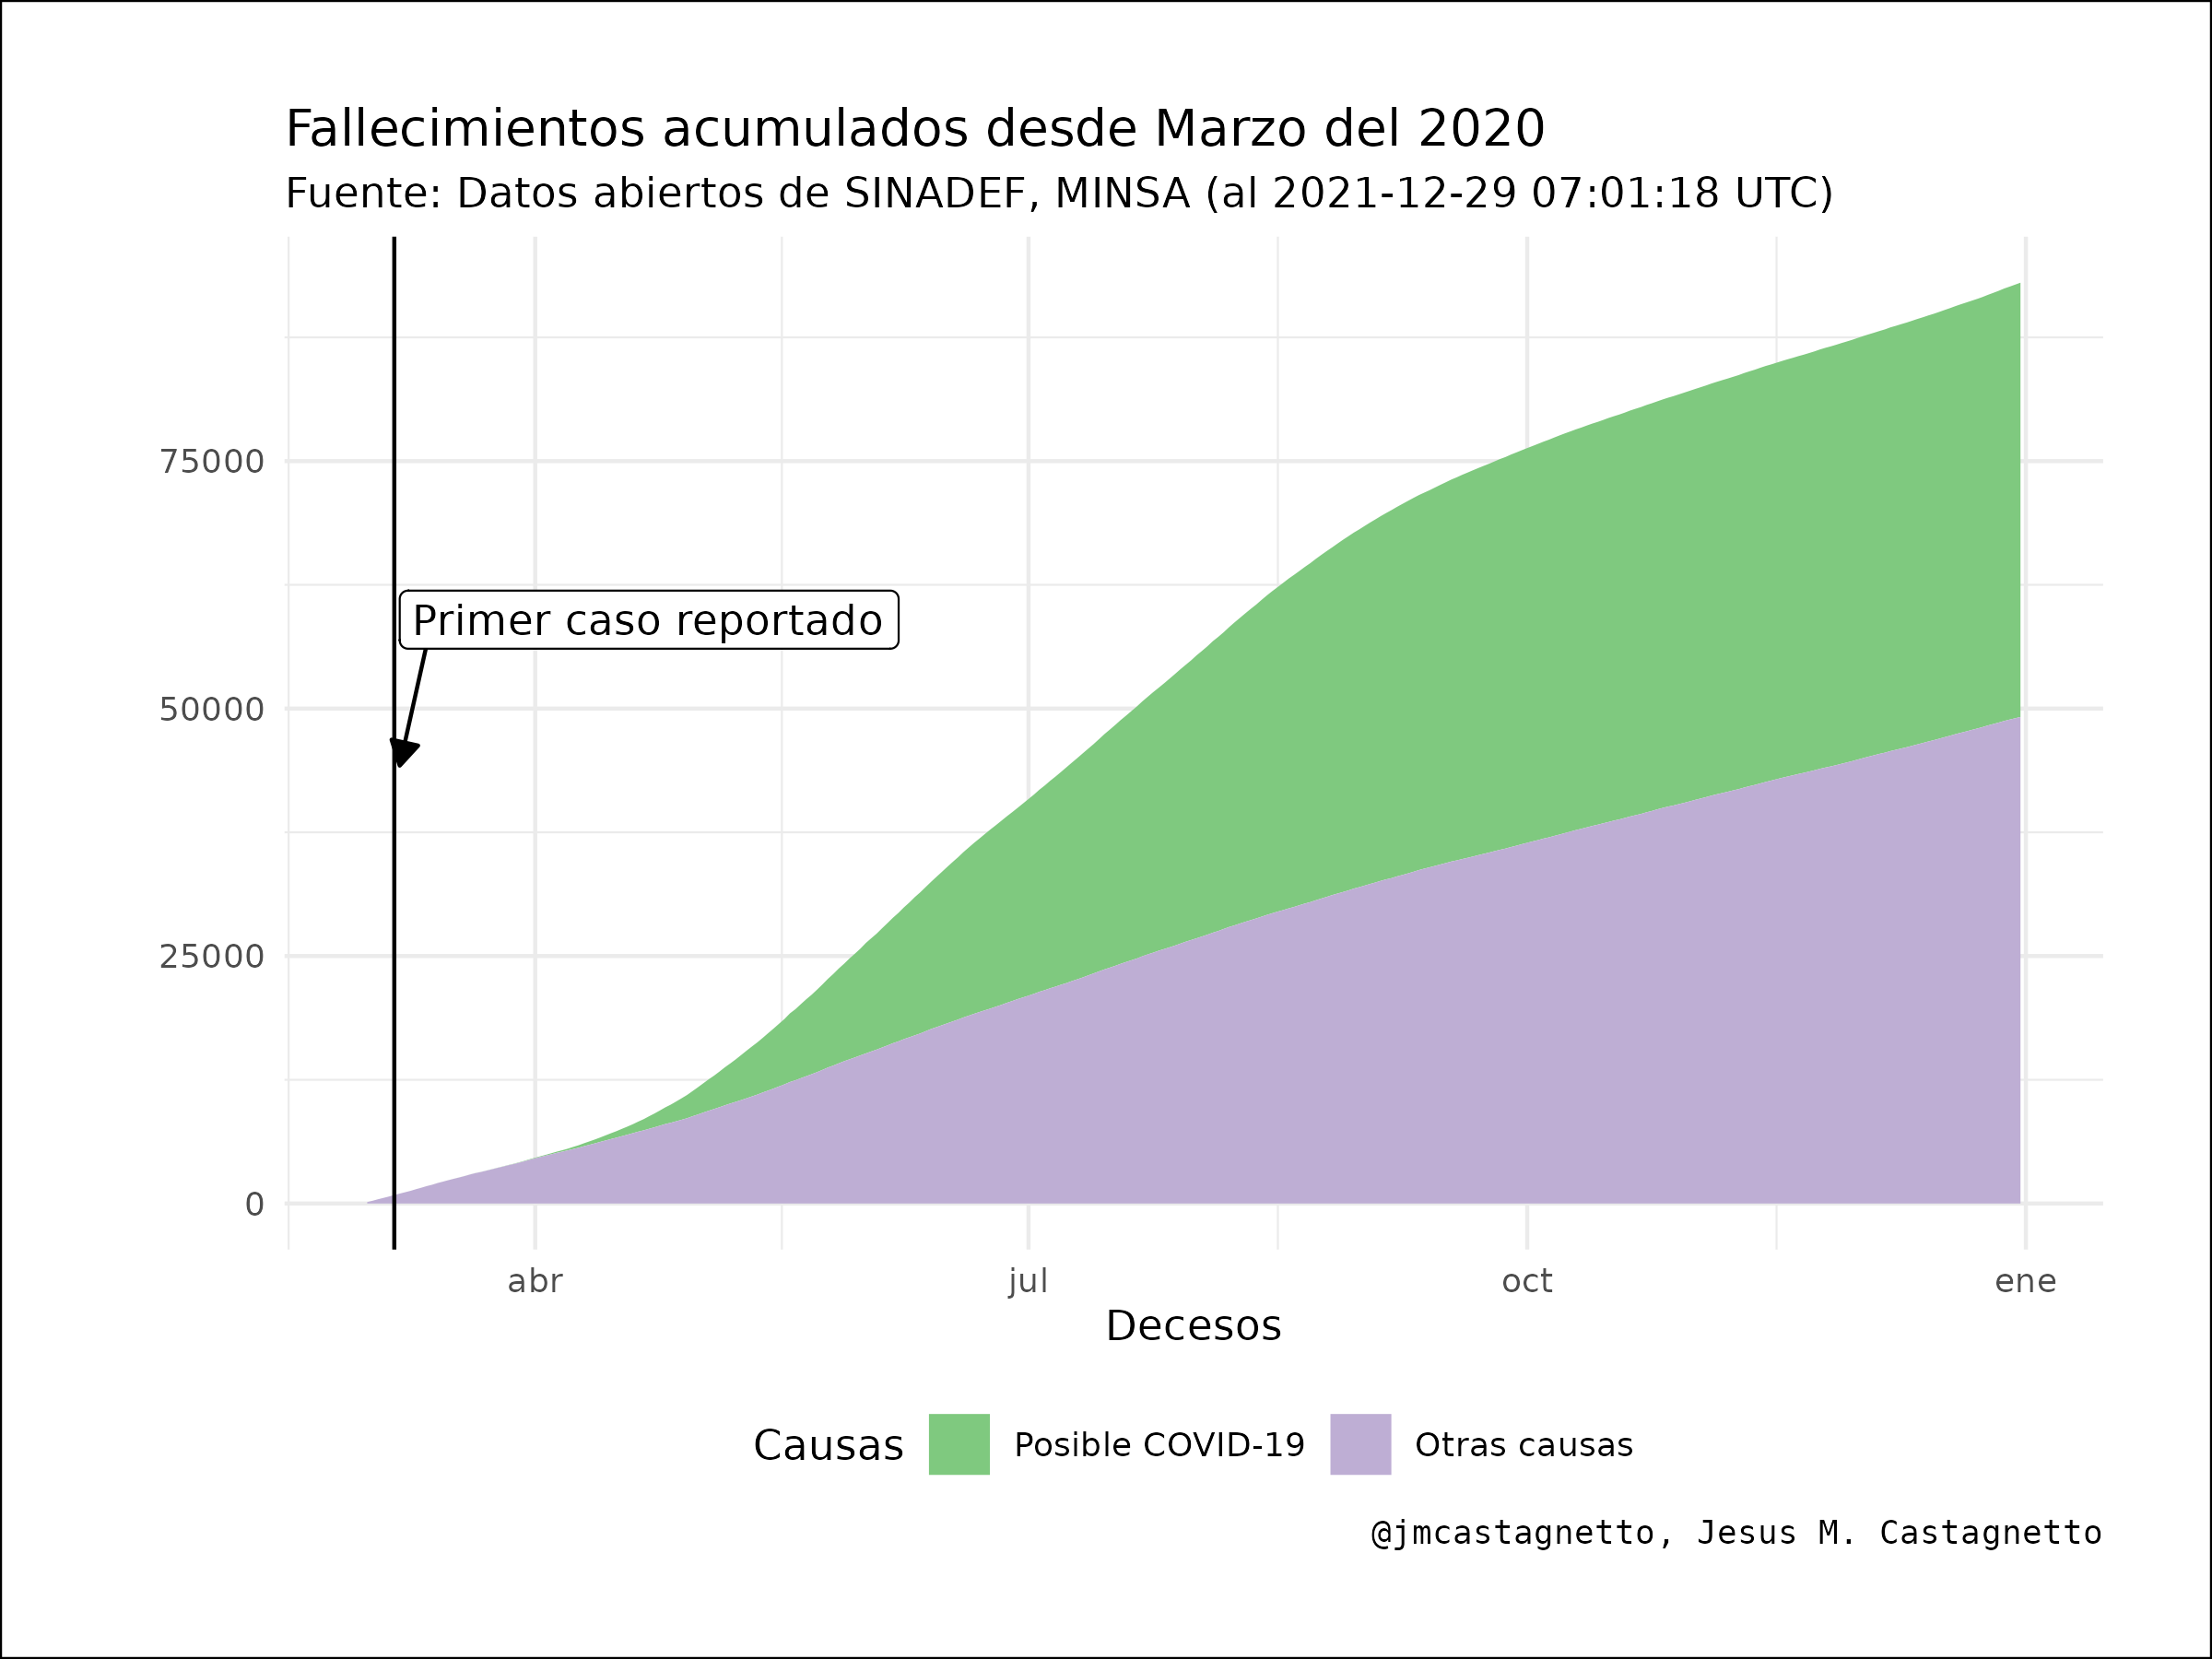 Fallecimientos acumulados desde Marzo del 2020
Fuente: Datos abiertos de SINADEF, MINSA (al 2021-12-29 07:01:18 UTC)
75000
Primer caso reportado
50000
25000
0
abr jul oct ene
Decesos
Causas Posible COVID-19 Otras causas
@jmcastagnetto, Jesus M. Castagnetto